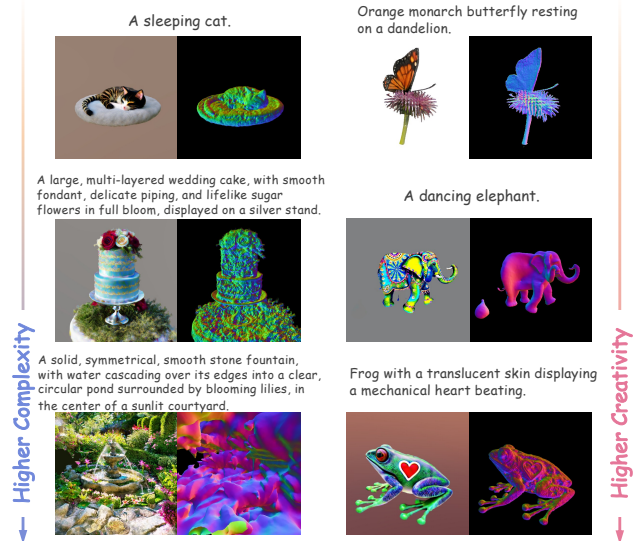 A sleeping cat.
Orange monarch butterfly resting
on a dandelion.
A large, multi-layered wedding cake, with smooth
fondant, delicate piping, and lifelike sugar
flowers in full bloom, displayed on a silver stand.
A dancing elephant.
A solid, symmetrical, smooth stone fountain,
with water cascading over its edges into a clear,
circular pond surrounded by blooming lilies, in
the center of a sunlit courtyard.
Frog with a translucent skin displaying
a mechanical heart beating.
Higher Complexity
Higher Creativity